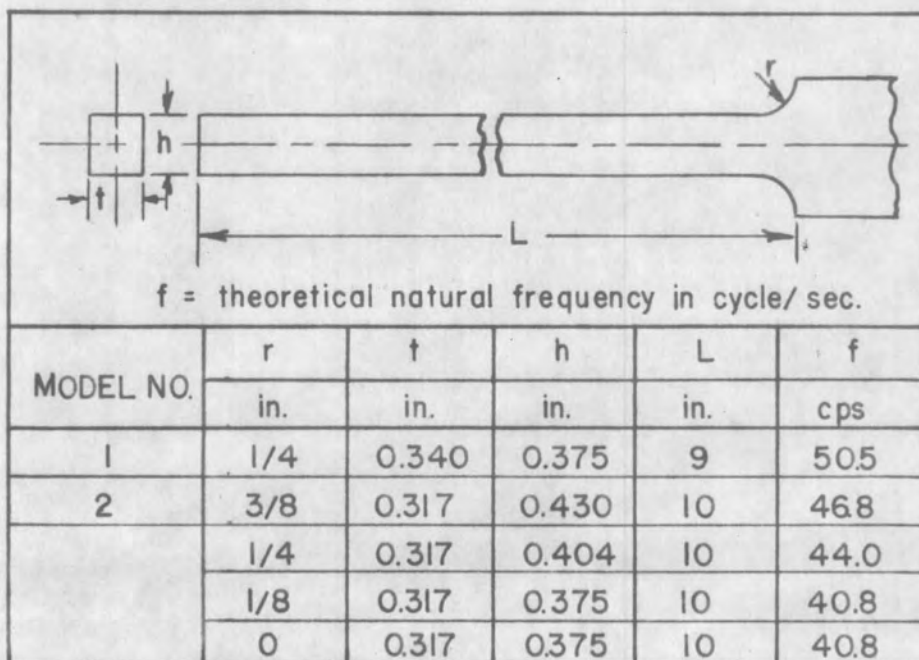 r
h
t
L
f = theoretical natural frequency in cycle/ sec.
MODEL NO. r t h L f
in. in. in. in. cps
1 1/4 0.340 0.375 9 50.5
2 3/8 0.317 0.430 10 46.8
1/4 0.317 0.404 10 44.0
1/8 0.317 0.375 10 40.8
0 0.317 0.375 10 40.8